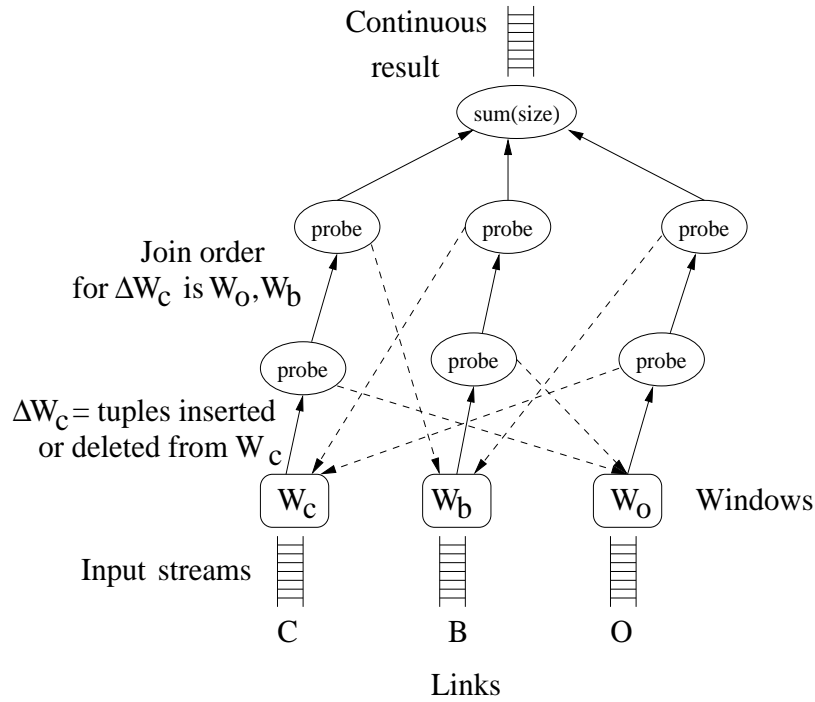 Continuous
result
sum(size)
probe
probe
probe
Join order
for ΔWc is Wo, Wb
probe
probe
probe
ΔWc = tuples inserted
or deleted from Wc
Wc
Wb
Wo
Windows
Input streams
C
B
O
Links